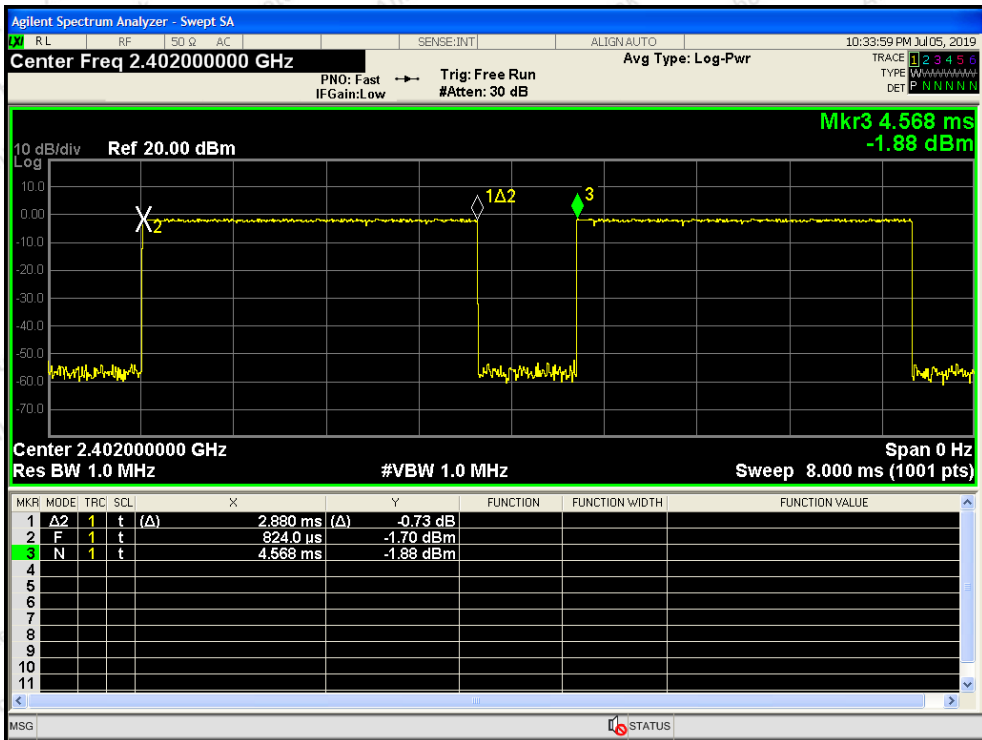 Agilent Spectrum Analyzer - Swept SA
LXI RL RF 50 Ω AC SENSE:INT ALIGN AUTO 10:33:59 PM Jul 05, 2019
Center Freq 2.402000000 GHz Avg Type: Log-Pwr TRACE 1 2 3 4 5 6
PNO: Fast Trig: Free Run TYPE WWWWWW
IFGain:Low #Atten: 30 dB DET P N N N N N
Mkr3 4.568 ms
10 dB/div Ref 20.00 dBm -1.88 dBm
Log
10.0
1Δ2 3
0.00
2
-10.0
-20.0
-30.0
-40.0
-50.0
-60.0
-70.0
Center 2.402000000 GHz Span 0 Hz
Res BW 1.0 MHz #VBW 1.0 MHz Sweep 8.000 ms (1001 pts)
MKR MODE TRC SCL X Y FUNCTION FUNCTION WIDTH FUNCTION VALUE
1 Δ2 1 t (Δ) 2.880 ms (Δ) -0.73 dB
2 F 1 t 824.0 µs -1.70 dBm
3 N 1 t 4.568 ms -1.88 dBm
4
5
6
7
8
9
10
11
MSG STATUS